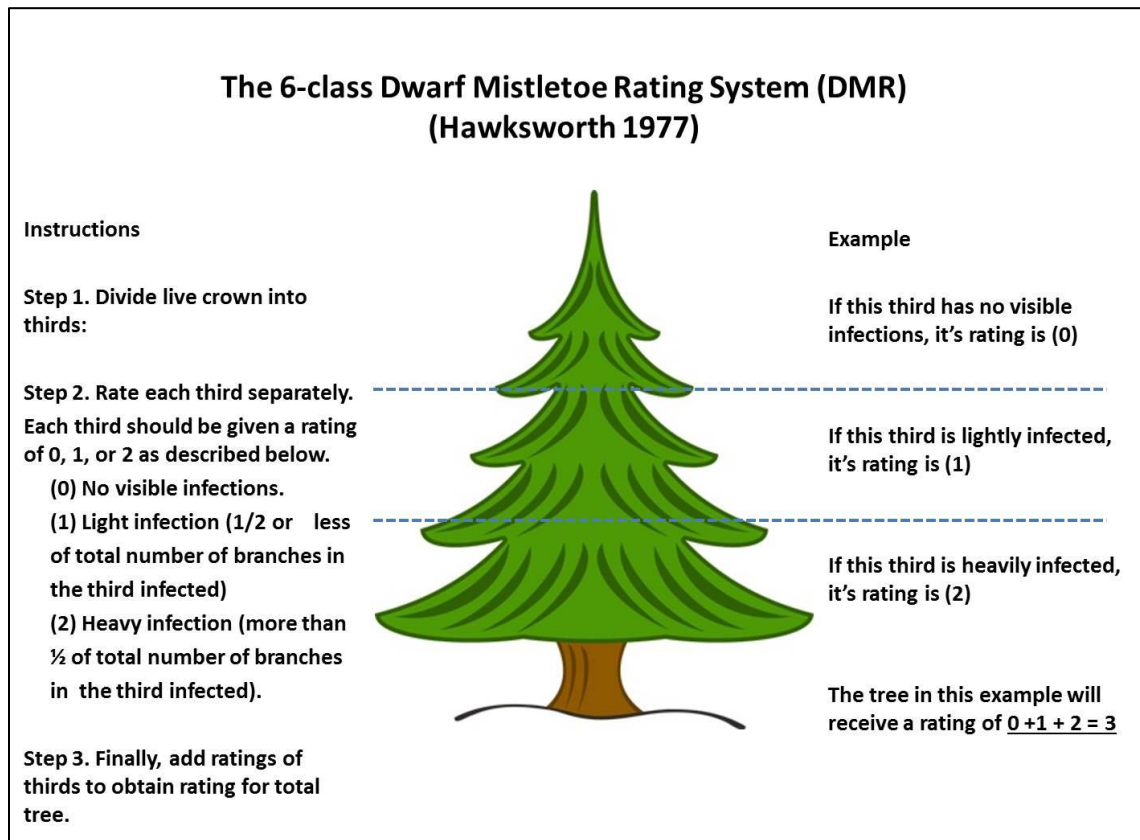 The 6-class Dwarf Mistletoe Rating System (DMR)
(Hawksworth 1977)
Instructions
Step 1. Divide live crown into
thirds:
Step 2. Rate each third separately.
Each third should be given a rating
of 0, 1, or 2 as described below.
(0) No visible infections.
(1) Light infection (1/2 or less
of total number of branches in
the third infected)
(2) Heavy infection (more than
½ of total number of branches
in the third infected).
Step 3. Finally, add ratings of
thirds to obtain rating for total
tree.
Example
If this third has no visible
infections, it’s rating is (0)
If this third is lightly infected,
it’s rating is (1)
If this third is heavily infected,
it’s rating is (2)
The tree in this example will
receive a rating of 0 +1 + 2 = 3